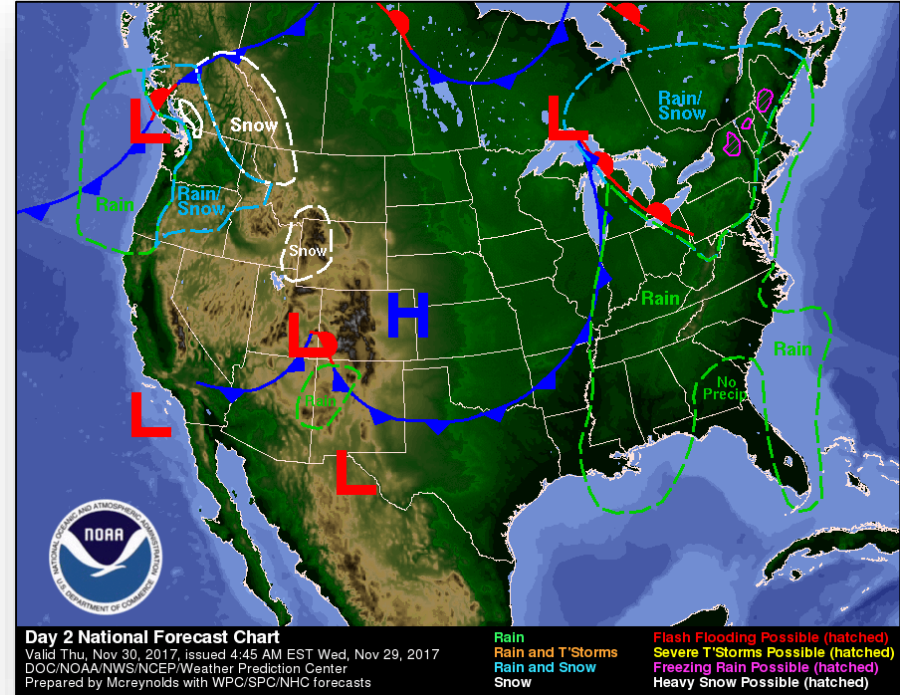 L
Rain
Rain/
Snow
Snow
Snow
L
Rain/
Snow
H
L
Rain
Rain
Rain
No
Precip
L
L
NATIONAL OCEANIC AND ATMOSPHERIC ADMINISTRATION
NOAA
U.S. DEPARTMENT OF COMMERCE
Day 2 National Forecast Chart
Valid Thu, Nov 30, 2017, issued 4:45 AM EST Wed, Nov 29, 2017
DOC/NOAA/NWS/NCEP/Weather Prediction Center
Prepared by Mcreynolds with WPC/SPC/NHC forecasts
Rain
Rain and T'Storms
Rain and Snow
Snow
Flash Flooding Possible (hatched)
Severe T'Storms Possible (hatched)
Freezing Rain Possible (hatched)
Heavy Snow Possible (hatched)